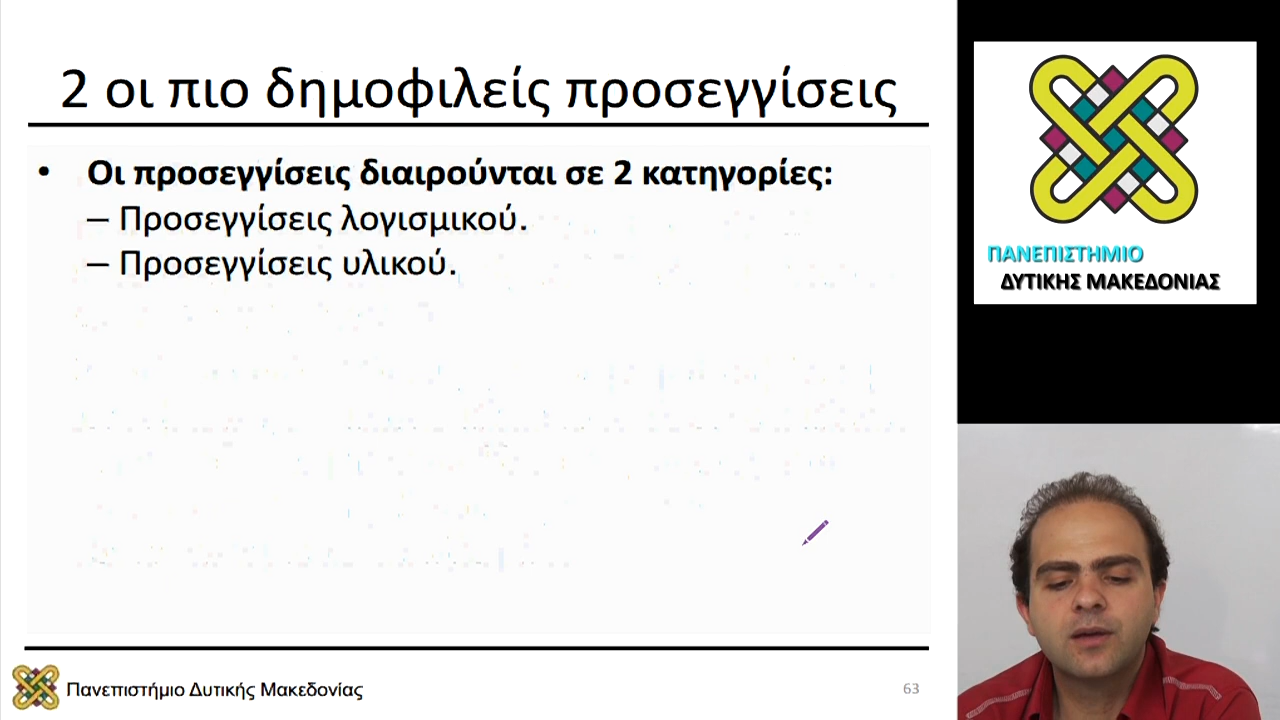 2 οι πιο δημοφιλείς προσεγγίσεις
• Οι προσεγγίσεις διαιρούνται σε 2 κατηγορίες:
– Προσεγγίσεις λογισμικού.
– Προσεγγίσεις υλικού.
Πανεπιστήμιο Δυτικής Μακεδονίας
63
ΠΑΝΕΠΙΣΤΗΜΙΟ
ΔΥΤΙΚΗΣ ΜΑΚΕΔΟΝΙΑΣ